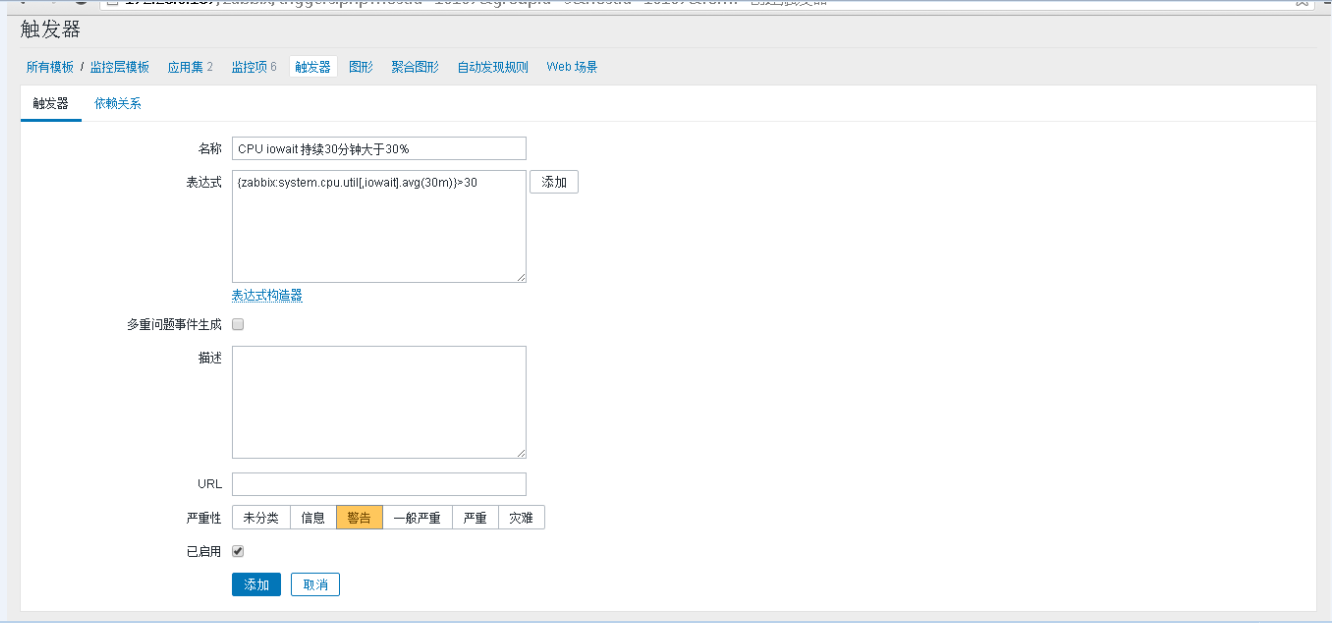 触发器
所有模板 / 监控层模板 应用集 2 监控项 6 触发器 图形 聚合图形 自动发现规则 Web 场景
触发器 依赖关系
名称 CPU iowait 持续30分钟大于30%
表达式 {zabbix:system.cpu.util[,iowait].avg(30m)}>30 添加
表达式构造器
多重问题事件生成
描述
URL
严重性 未分类 信息 警告 一般严重 严重 灾难
已启用
添加 取消